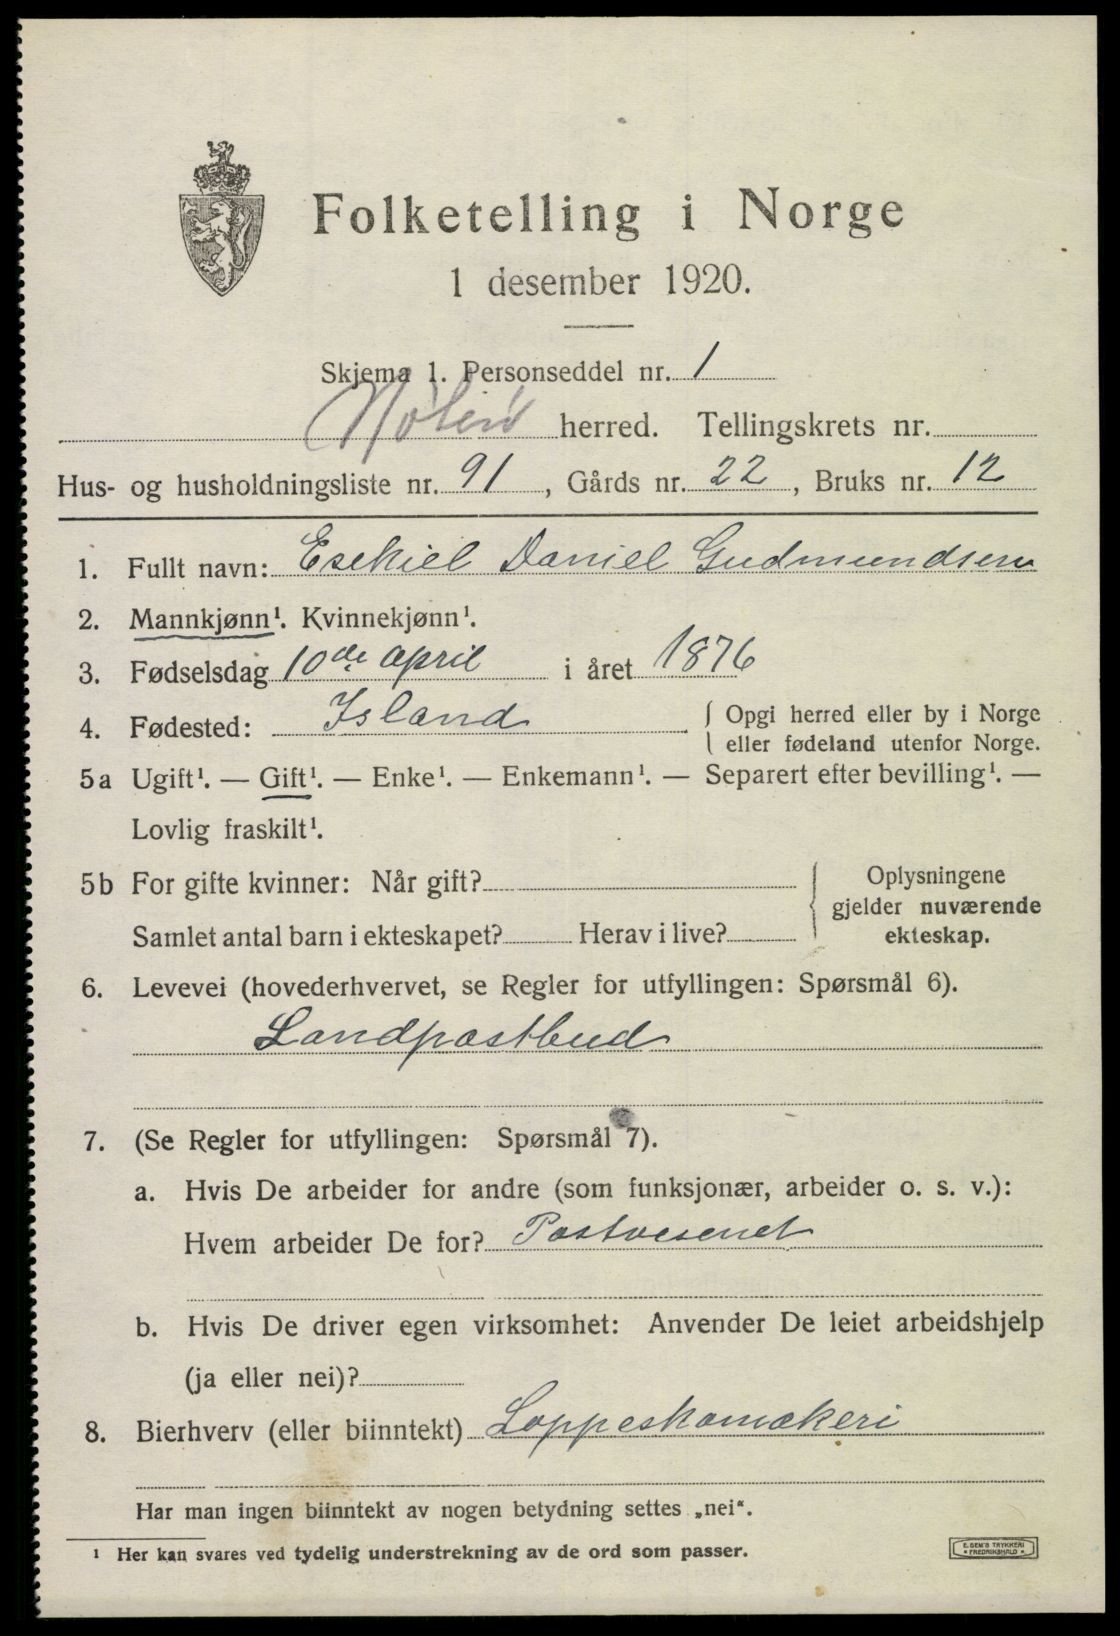 Folketelling i Norge
1 desember 1920.
Skjema 1. Personseddel nr. 1
Nøterø herred. Tellingskrets nr.
Hus- og husholdningsliste nr. 91, Gårds nr. 22, Bruks nr. 12
1. Fullt navn: Esekiel Daniel Gudmundsen
2. Mannkjønn¹. Kvinnekjønn¹.
3. Fødselsdag 10de april i året 1876
4. Fødested: Island { Opgi herred eller by i Norge
eller fødeland utenfor Norge.
5a Ugift¹. — Gift¹. — Enke¹. — Enkemann¹. — Separert efter bevilling¹. —
Lovlig fraskilt¹.
5b For gifte kvinner: Når gift? { Oplysningene
gjelder nuværende
Samlet antal barn i ekteskapet? Herav i live? ekteskap.
6. Levevei (hovederhvervet, se Regler for utfyllingen: Spørsmål 6).
Landpostbud
7. (Se Regler for utfyllingen: Spørsmål 7).
a. Hvis De arbeider for andre (som funksjonær, arbeider o. s. v.):
Hvem arbeider De for? Postvesenet
b. Hvis De driver egen virksomhet: Anvender De leiet arbeidshjelp
(ja eller nei)?
8. Bierhverv (eller biinntekt) Lappeskomakeri
Har man ingen biinntekt av nogen betydning settes „nei“.
¹ Her kan svares ved tydelig understrekning av de ord som passer.
E. SEM'S TRYKKERI
• FREDRIKSHALD •